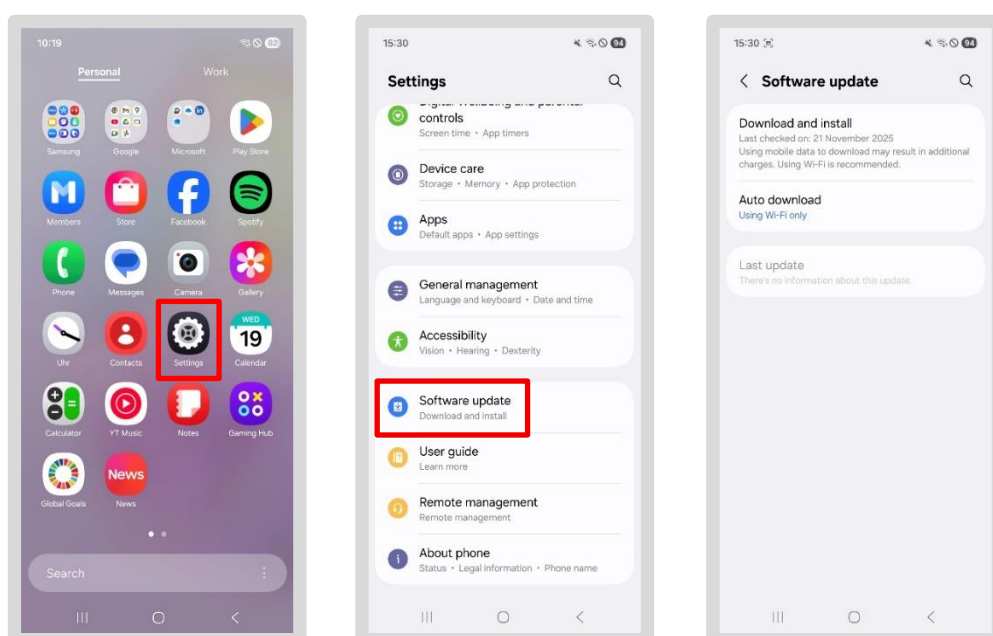 10:19
82
Personal
Work
Samsung
Google
Microsoft
Play Store
Members
Store
Facebook
Spotify
Phone
Messages
Camera
Gallery
WED
19
Uhr
Contacts
Settings
Calendar
Calculator
YT Music
Notes
Gaming Hub
News
Global Goals
News
Search
15:30
94
Settings
Digital Wellbeing and parental
controls
Screen time • App timers
Device care
Storage • Memory • App protection
Apps
Default apps • App settings
General management
Language and keyboard • Date and time
Accessibility
Vision • Hearing • Dexterity
Software update
Download and install
User guide
Learn more
Remote management
Remote management
About phone
Status • Legal information • Phone name
15:30
94
Software update
Download and install
Last checked on: 21 November 2025
Using mobile data to download may result in additional
charges. Using Wi-Fi is recommended.
Auto download
Using Wi-Fi only
Last update
There's no information about this update.